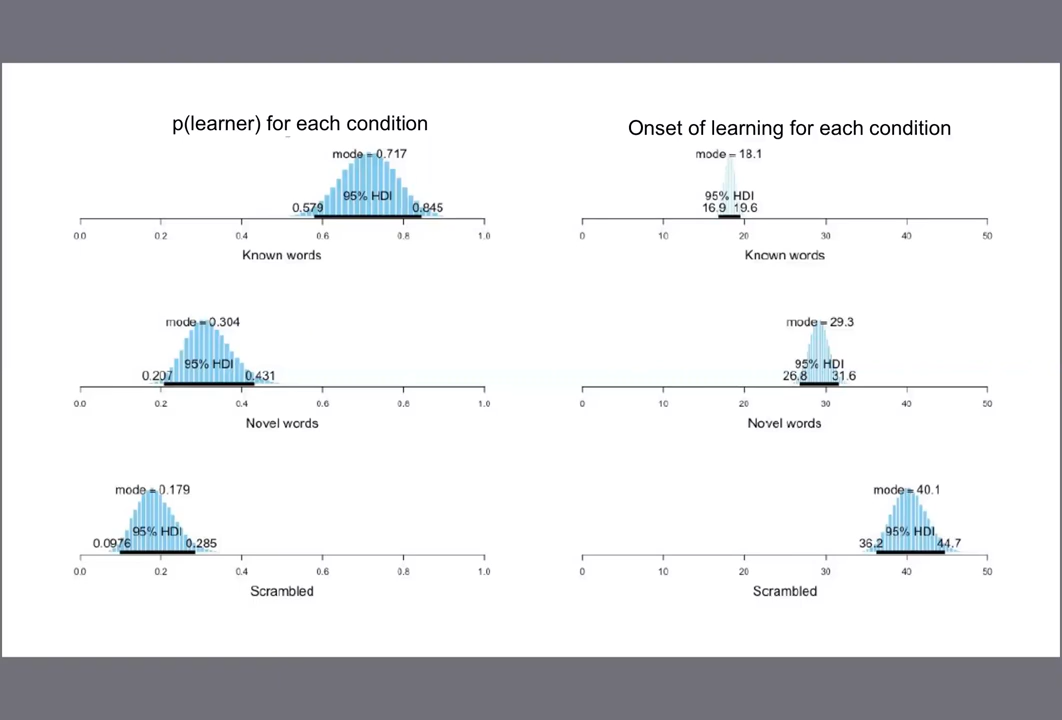 p(learner) for each condition
mode = 0.717
95% HDI
0.579 0.845
0.0 0.2 0.4 0.6 0.8 1.0
Known words
mode = 0.304
95% HDI
0.207 0.431
0.0 0.2 0.4 0.6 0.8 1.0
Novel words
mode = 0.179
95% HDI
0.0976 0.285
0.0 0.2 0.4 0.6 0.8 1.0
Scrambled
Onset of learning for each condition
mode = 18.1
95% HDI
16.9 19.6
0 10 20 30 40 50
Known words
mode = 29.3
95% HDI
26.8 31.6
0 10 20 30 40 50
Novel words
mode = 40.1
95% HDI
36.2 44.7
0 10 20 30 40 50
Scrambled